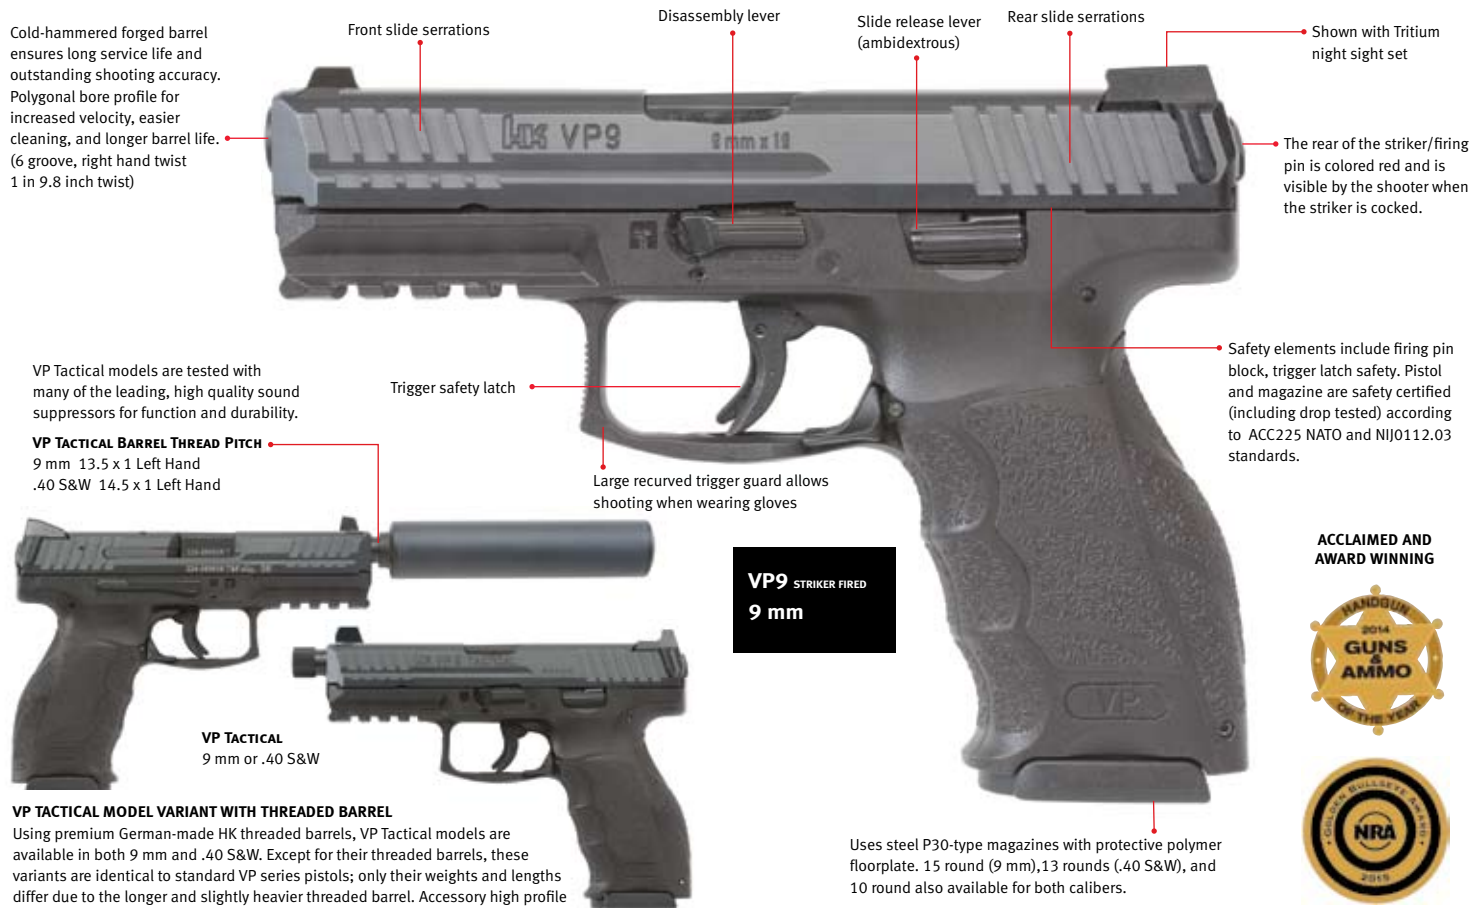 Cold-hammered forged barrel
ensures long service life and
outstanding shooting accuracy.
Polygonal bore profile for
increased velocity, easier
cleaning, and longer barrel life.
(6 groove, right hand twist
1 in 9.8 inch twist)
Front slide serrations
Disassembly lever
Slide release lever
(ambidextrous)
Rear slide serrations
Shown with Tritium
night sight set
The rear of the striker/firing
pin is colored red and is
visible by the shooter when
the striker is cocked.
HK VP9
9 mm x 19
Safety elements include firing pin
block, trigger latch safety. Pistol
and magazine are safety certified
(including drop tested) according
to ACC225 NATO and NIJ0112.03
standards.
Trigger safety latch
Large recurved trigger guard allows
shooting when wearing gloves
VP Tactical models are tested with
many of the leading, high quality sound
suppressors for function and durability.
VP TACTICAL BARREL THREAD PITCH
9 mm 13.5 x 1 Left Hand
.40 S&W 14.5 x 1 Left Hand
VP9 STRIKER FIRED
9 mm
ACCLAIMED AND
AWARD WINNING
HANDGUN
2014
GUNS
&
AMMO
OF THE YEAR
VP
HK VP9 TACTICAL
VP TACTICAL
9 mm or .40 S&W
GOLDEN BULLSEYE AWARD
NRA
2015
VP TACTICAL MODEL VARIANT WITH THREADED BARREL
Using premium German-made HK threaded barrels, VP Tactical models are
available in both 9 mm and .40 S&W. Except for their threaded barrels, these
variants are identical to standard VP series pistols; only their weights and lengths
differ due to the longer and slightly heavier threaded barrel. Accessory high profile
Uses steel P30-type magazines with protective polymer
floorplate. 15 round (9 mm),13 rounds (.40 S&W), and
10 round also available for both calibers.